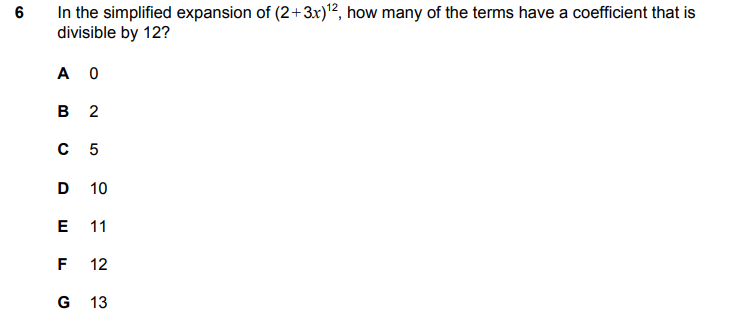 6 In the simplified expansion of (2+3x)¹², how many of the terms have a coefficient that is
divisible by 12?
A 0
B 2
C 5
D 10
E 11
F 12
G 13